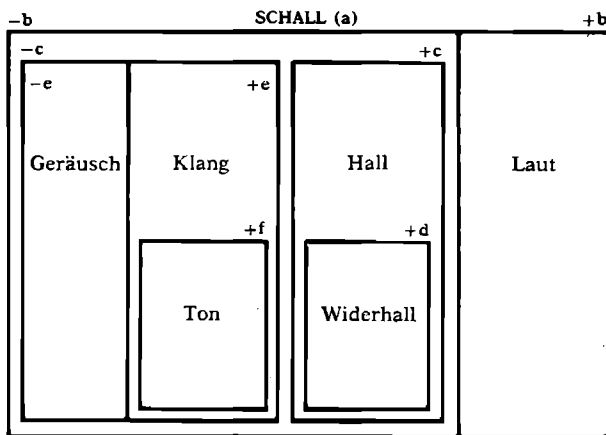 −b SCHALL (a) +b
−c +c
−e +e
Geräusch Klang Hall Laut
+f +d
Ton Widerhall